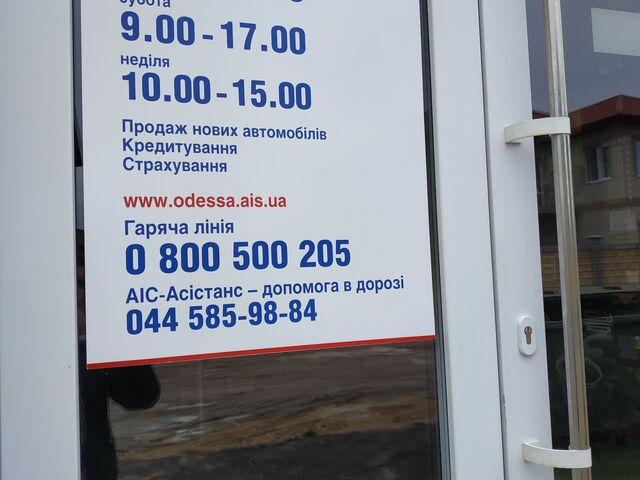 субота
9.00 - 17.00
неділя
10.00 - 15.00
Продаж нових автомобілів
Кредитування
Страхування
www.odessa.ais.ua
Гаряча лінія
0 800 500 205
АІС-Асістанс – допомога в дорозі
044 585-98-84